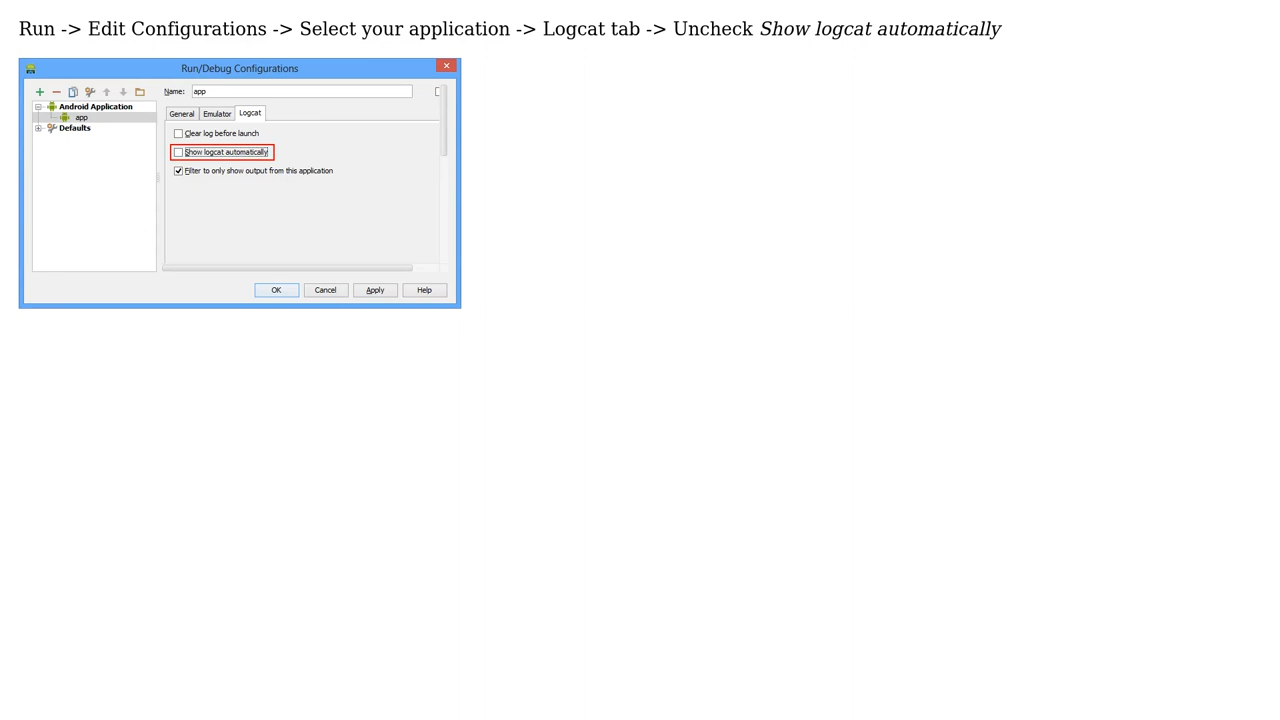 Run -> Edit Configurations -> Select your application -> Logcat tab -> Uncheck Show logcat automatically
Run/Debug Configurations
Name: app
Android Application
app
Defaults
General Emulator Logcat
Clear log before launch
Show logcat automatically
Filter to only show output from this application
OK Cancel Apply Help